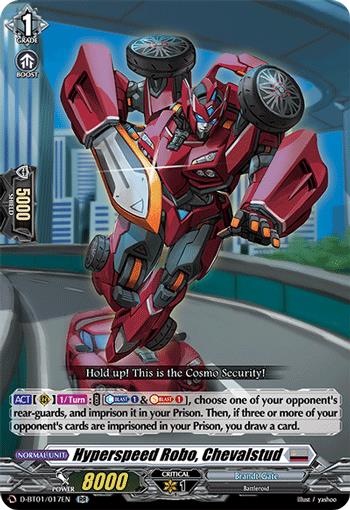 1
GRADE
BOOST
5000
SHIELD
Hold up! This is the Cosmo Security!
ACT 1/Turn : BLAST 1 & BLAST 1, choose one of your opponent's
rear-guards, and imprison it in your Prison. Then, if three or more of your
opponent's cards are imprisoned in your Prison, you draw a card.
NORMAL UNIT Hyperspeed Robo, Chevalstud
POWER 8000 CRITICAL 1 Brandt Gate
Battleroid
D-BT01/017EN RR Illust / yashoo